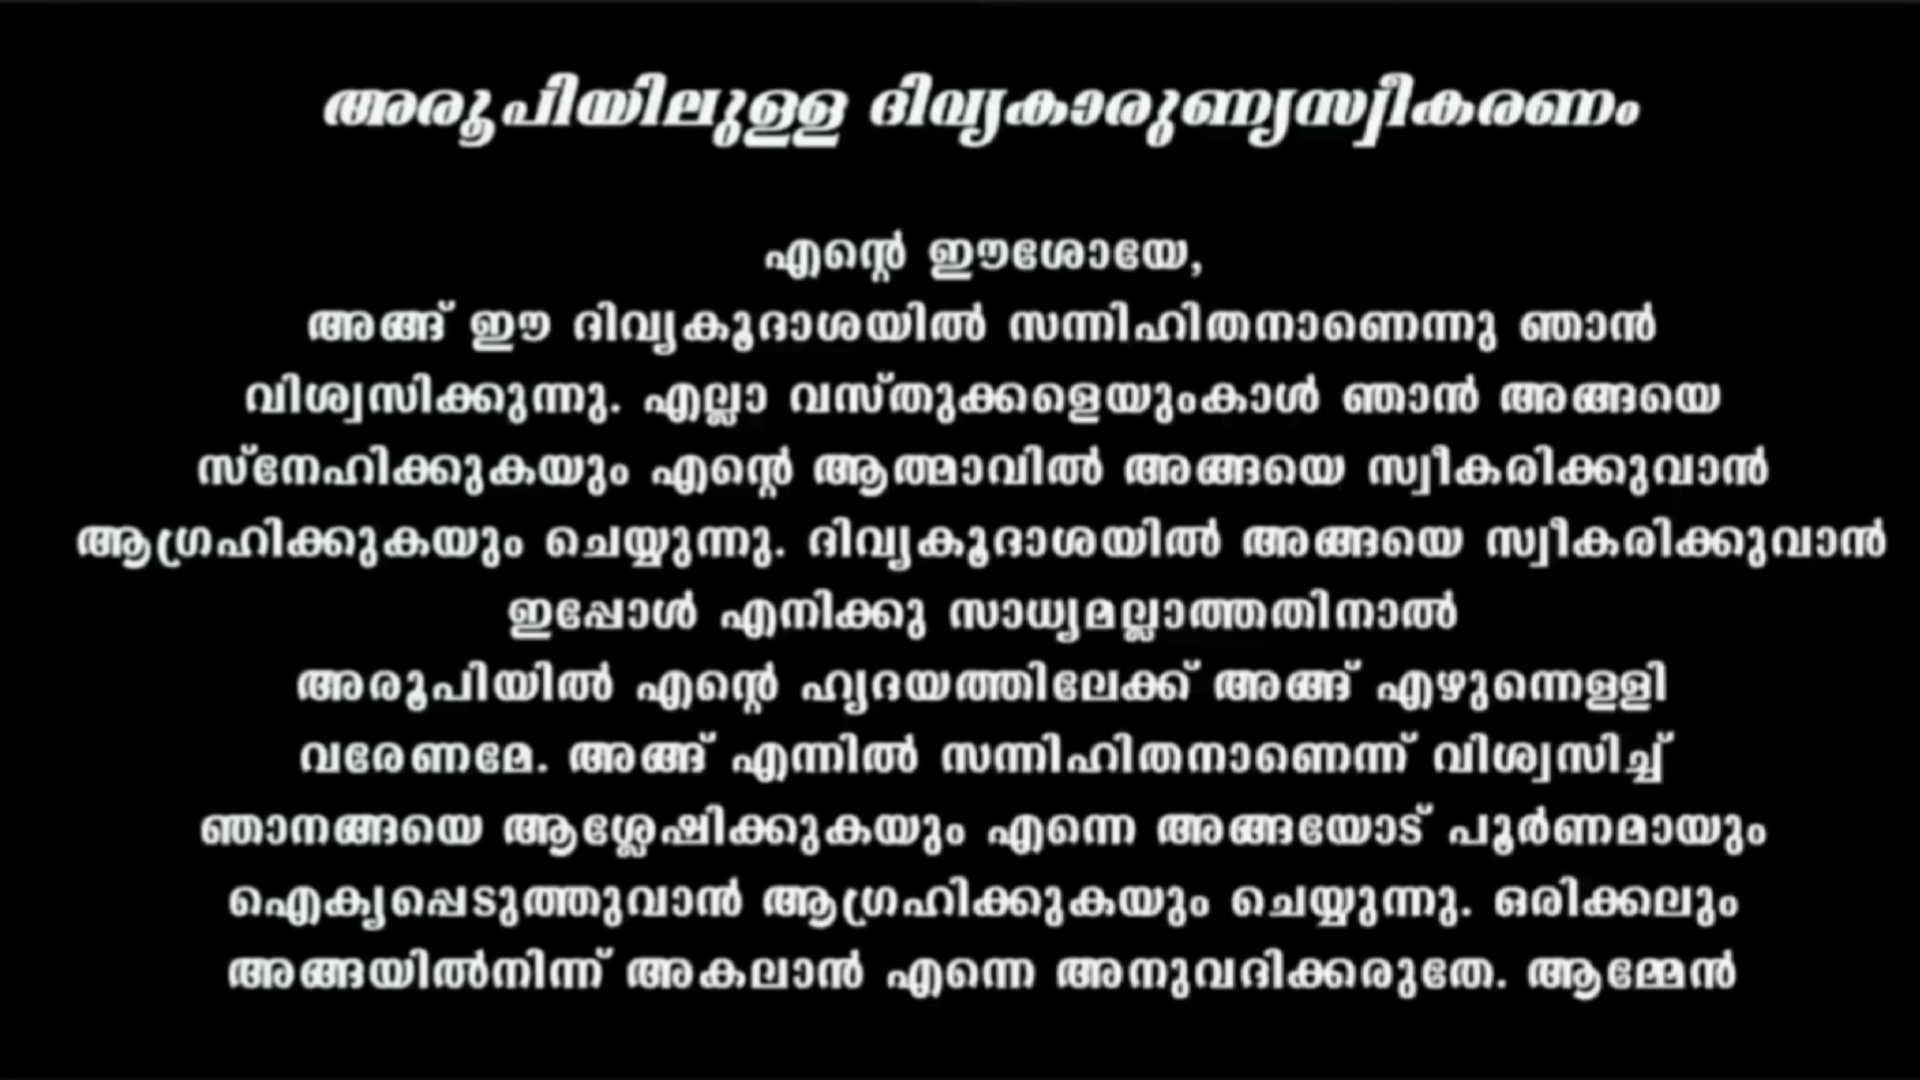 അരൂപിയിലുള്ള ദിവ്യകാരുണ്യസ്വീകരണം
എന്റെ ഈശോയേ,
അങ്ങ് ഈ ദിവ്യകൂദാശയിൽ സന്നിഹിതനാണെന്നു ഞാൻ
വിശ്വസിക്കുന്നു. എല്ലാ വസ്തുക്കളെയുംകാൾ ഞാൻ അങ്ങയെ
സ്നേഹിക്കുകയും എന്റെ ആത്മാവിൽ അങ്ങയെ സ്വീകരിക്കുവാൻ
ആഗ്രഹിക്കുകയും ചെയ്യുന്നു. ദിവ്യകൂദാശയിൽ അങ്ങയെ സ്വീകരിക്കുവാൻ
ഇപ്പോൾ എനിക്കു സാധ്യമല്ലാത്തതിനാൽ
അരൂപിയിൽ എന്റെ ഹൃദയത്തിലേക്ക് അങ്ങ് എഴുന്നെള്ളി
വരേണമേ. അങ്ങ് എന്നിൽ സന്നിഹിതനാണെന്ന് വിശ്വസിച്ച്
ഞാനങ്ങയെ ആശ്ലേഷിക്കുകയും എന്നെ അങ്ങയോട് പൂർണമായും
ഐക്യപ്പെടുത്തുവാൻ ആഗ്രഹിക്കുകയും ചെയ്യുന്നു. ഒരിക്കലും
അങ്ങയിൽനിന്ന് അകലാൻ എന്നെ അനുവദിക്കരുതേ. ആമ്മേൻ